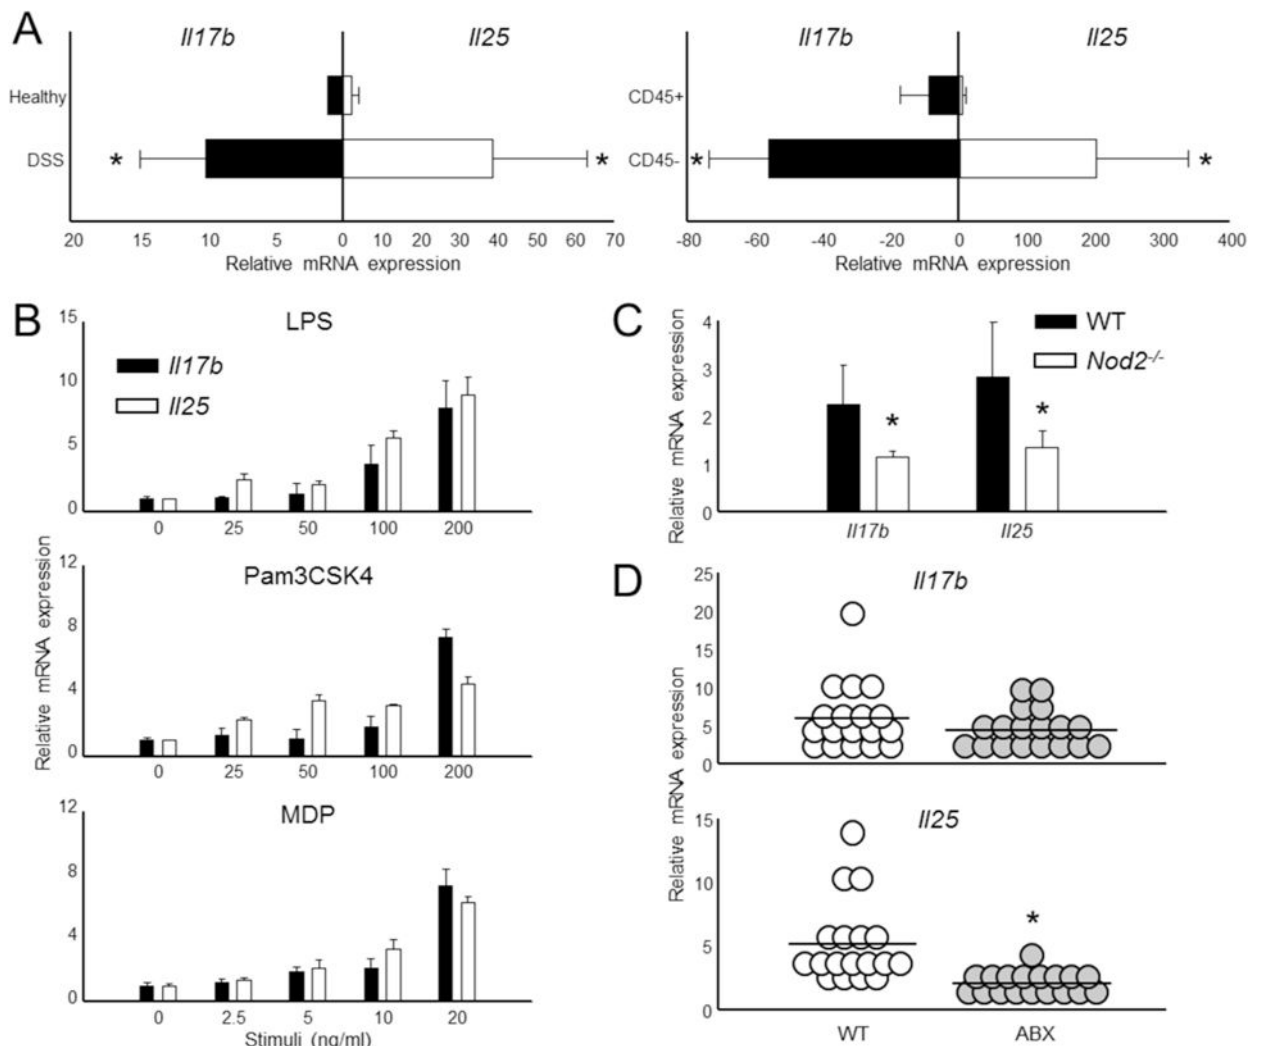 A
Il17b Il25
Healthy
DSS * *
20 15 10 5 0 10 20 30 40 50 60 70
Relative mRNA expression
Il17b Il25
CD45+
CD45- * *
-80 -60 -40 -20 0 100 200 300 400
Relative mRNA expression
B
LPS
Il17b
Il25
15
10
5
0
0 25 50 100 200
Pam3CSK4
12
8
4
0
0 25 50 100 200
Relative mRNA expression
MDP
12
8
4
0
0 2.5 5 10 20
Stimuli (ng/ml)
C
WT
Nod2-/-
4
3
2
1
0
* *
Il17b Il25
Relative mRNA expression
D
Il17b
25
20
15
10
5
0
Relative mRNA expression
Il25
15
10
5
0
*
WT ABX